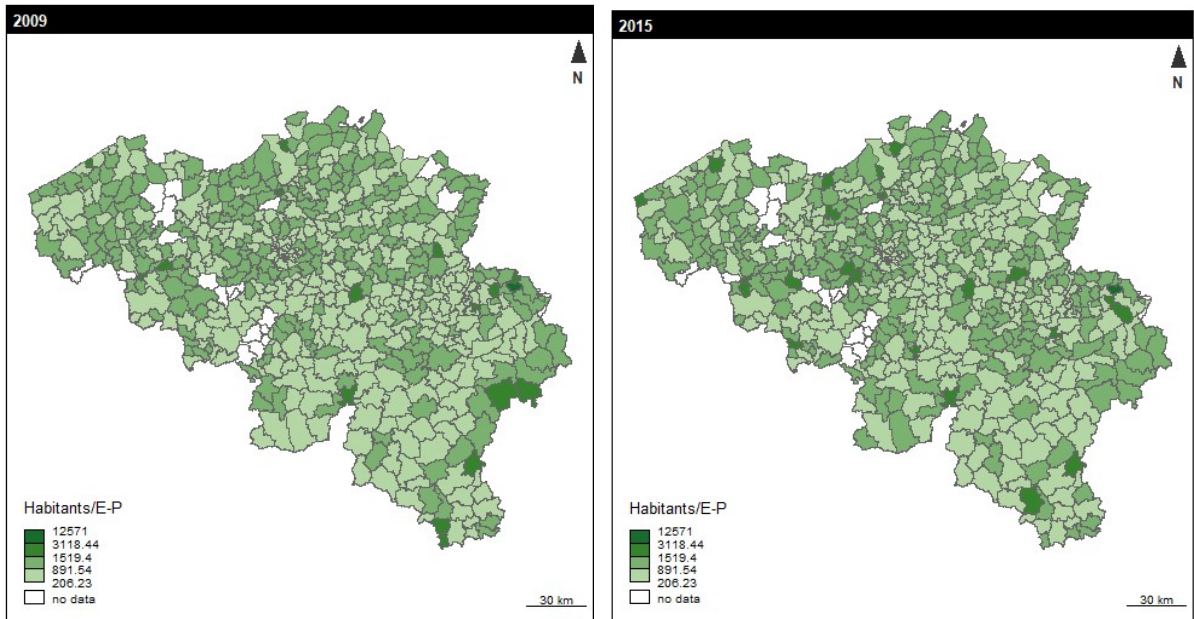 2009
N
Habitants/E-P
12571
3118.44
1519.4
891.54
206.23
no data
30 km
2015
N
Habitants/E-P
12571
3118.44
1519.4
891.54
206.23
no data
30 km